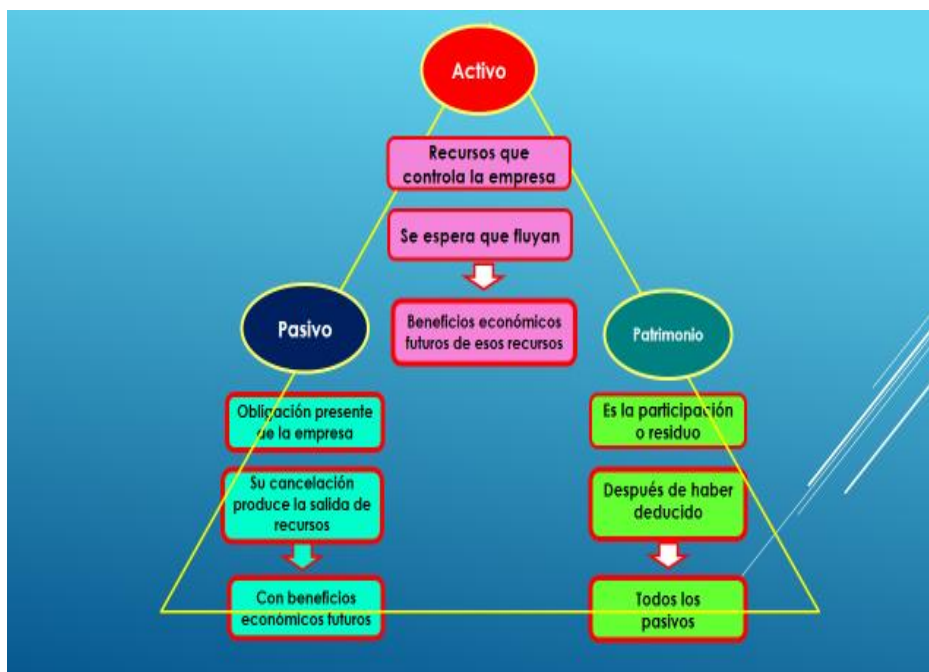 Activo
Recursos que
controla la empresa
Se espera que fluyan
Beneficios económicos
futuros de esos recursos
Pasivo
Obligación presente
de la empresa
Su cancelación
produce la salida de
recursos
Con beneficios
económicos futuros
Patrimonio
Es la participación
o residuo
Después de haber
deducido
Todos los
pasivos